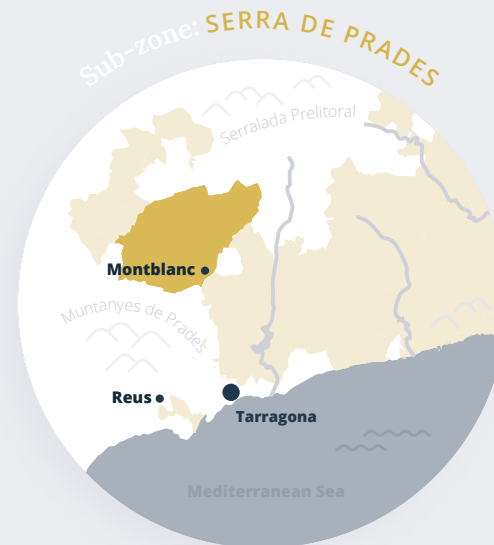 Sub-zone: SERRA DE PRADES
Serralada Prelitoral
Montblanc
Muntanyes de Prades
Reus
Tarragona
Mediterranean Sea